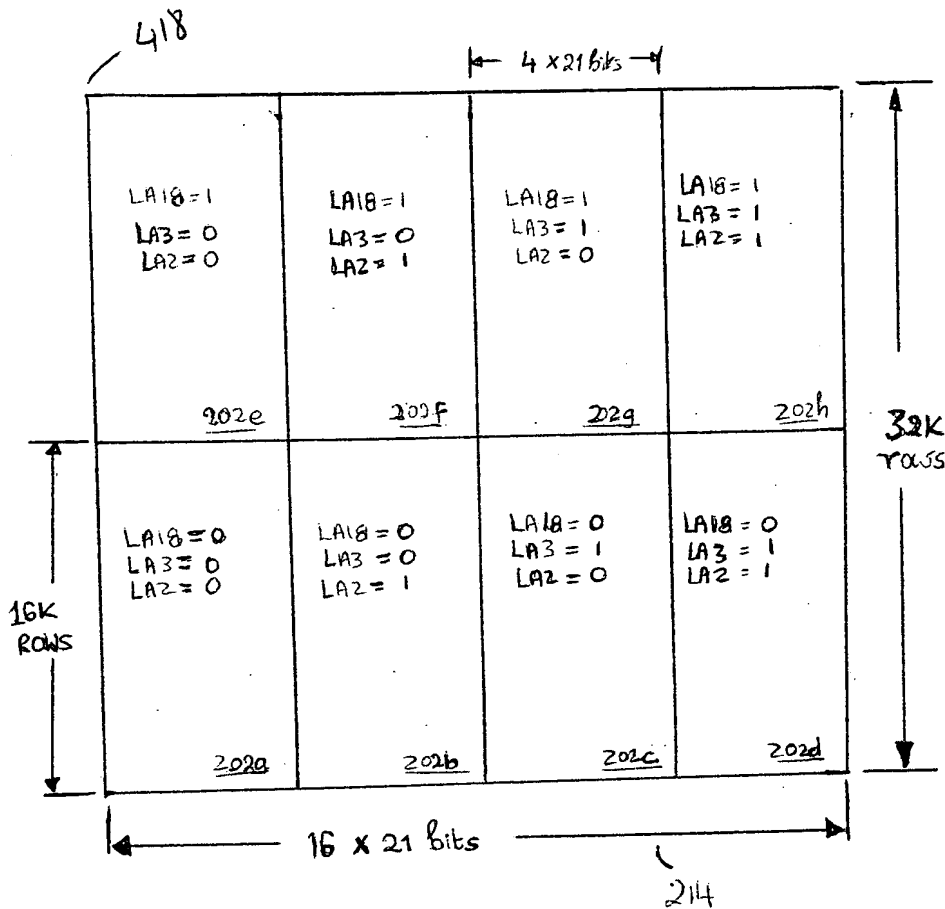 418
4 x 21 bits
LA18=1
LA3=0
LA2=0
LA18=1
LA3=0
LA2=1
LA18=1
LA3=1
LA2=0
LA18=1
LA3=1
LA2=1
202e
202f
202g
202h
32K
rows
LA18=0
LA3=0
LA2=0
LA18=0
LA3=0
LA2=1
LA18=0
LA3=1
LA2=0
LA18=0
LA3=1
LA2=1
16K
ROWS
202a
202b
202c
202d
16 x 21 bits
214